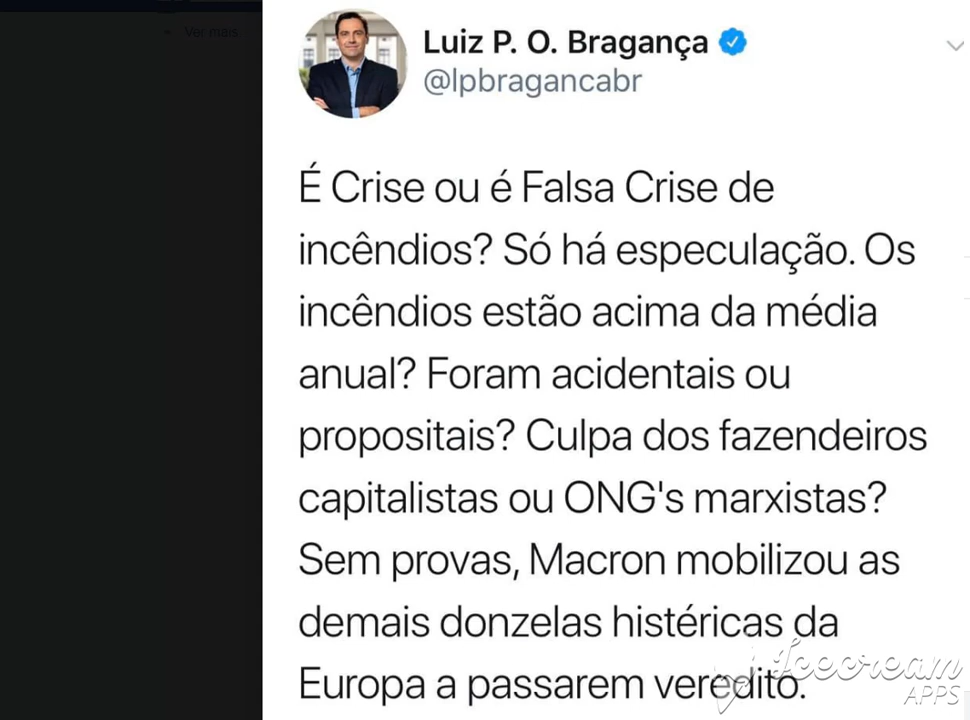 Ver mais
Luiz P. O. Bragança
@lpbragancabr
É Crise ou é Falsa Crise de
incêndios? Só há especulação. Os
incêndios estão acima da média
anual? Foram acidentais ou
propositais? Culpa dos fazendeiros
capitalistas ou ONG's marxistas?
Sem provas, Macron mobilizou as
demais donzelas histéricas da
Europa a passarem veredito.
Icecream
APPS